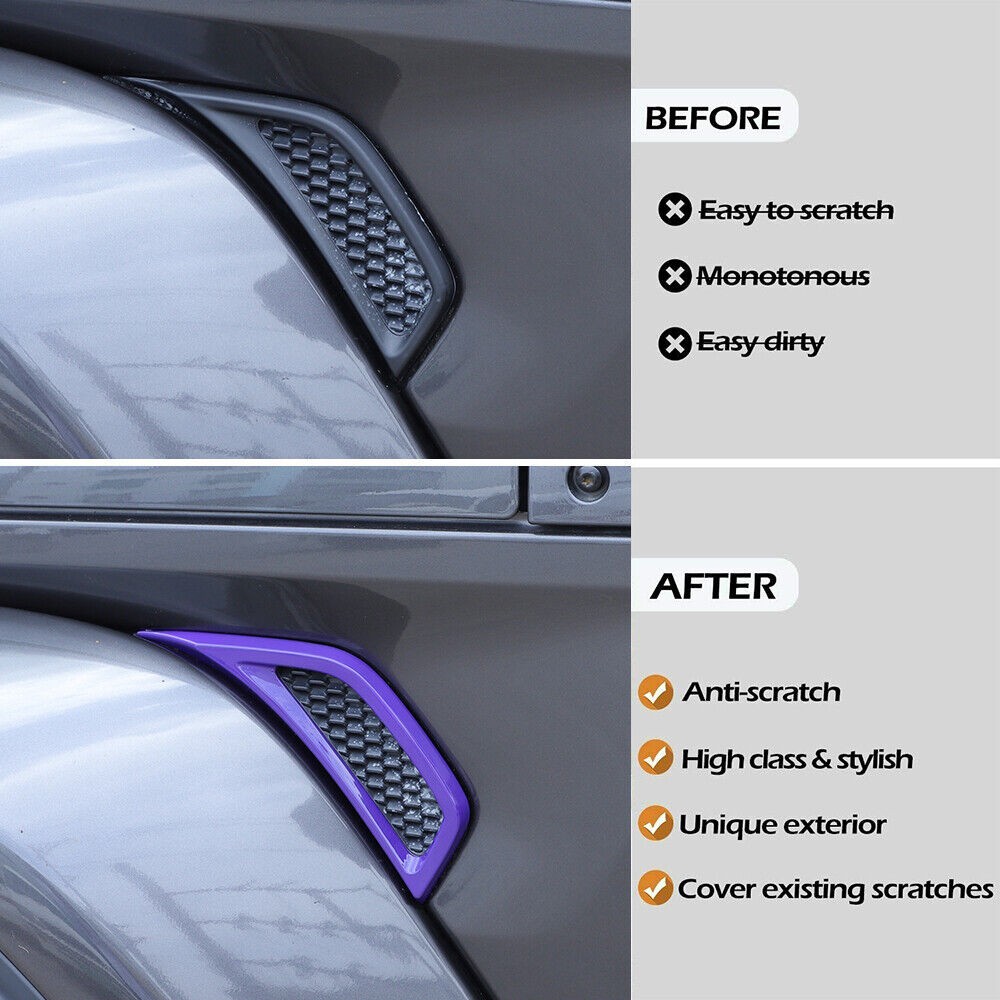 BEFORE
Easy to scratch
Monotonous
Easy dirty
AFTER
Anti-scratch
High class & stylish
Unique exterior
Cover existing scratches